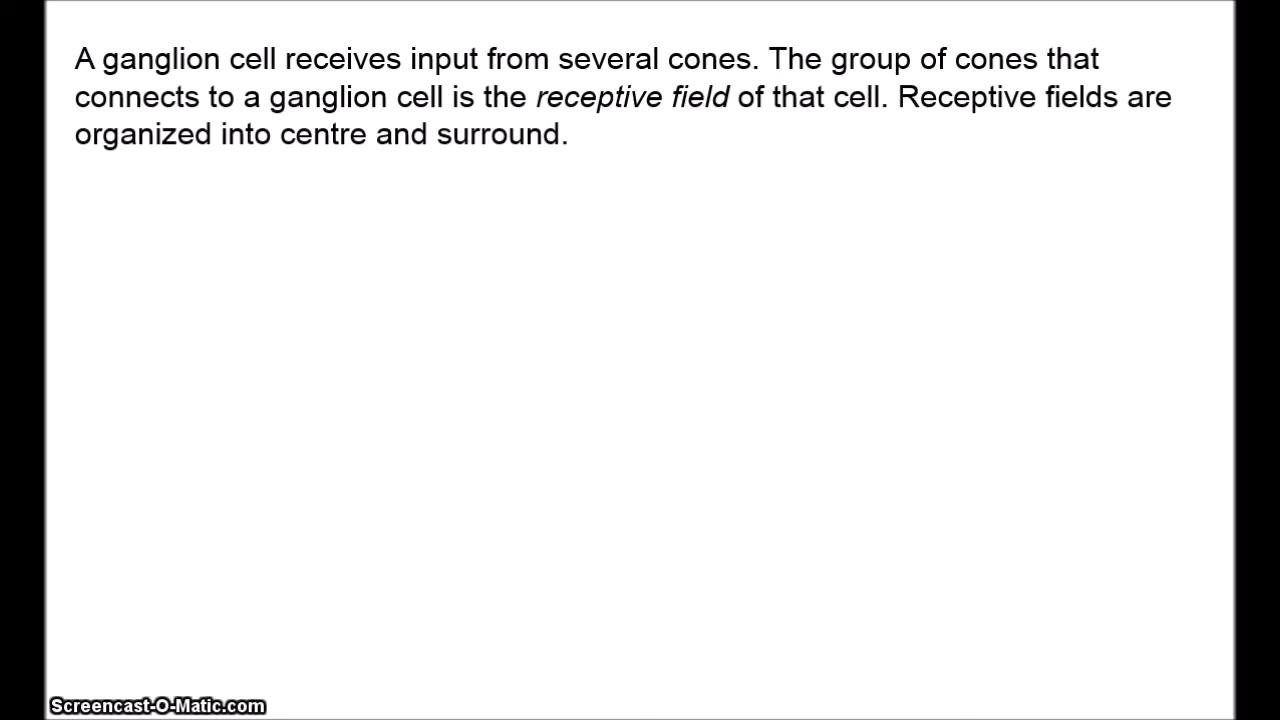 A ganglion cell receives input from several cones. The group of cones that
connects to a ganglion cell is the receptive field of that cell. Receptive fields are
organized into centre and surround.
Screencast-O-Matic.com